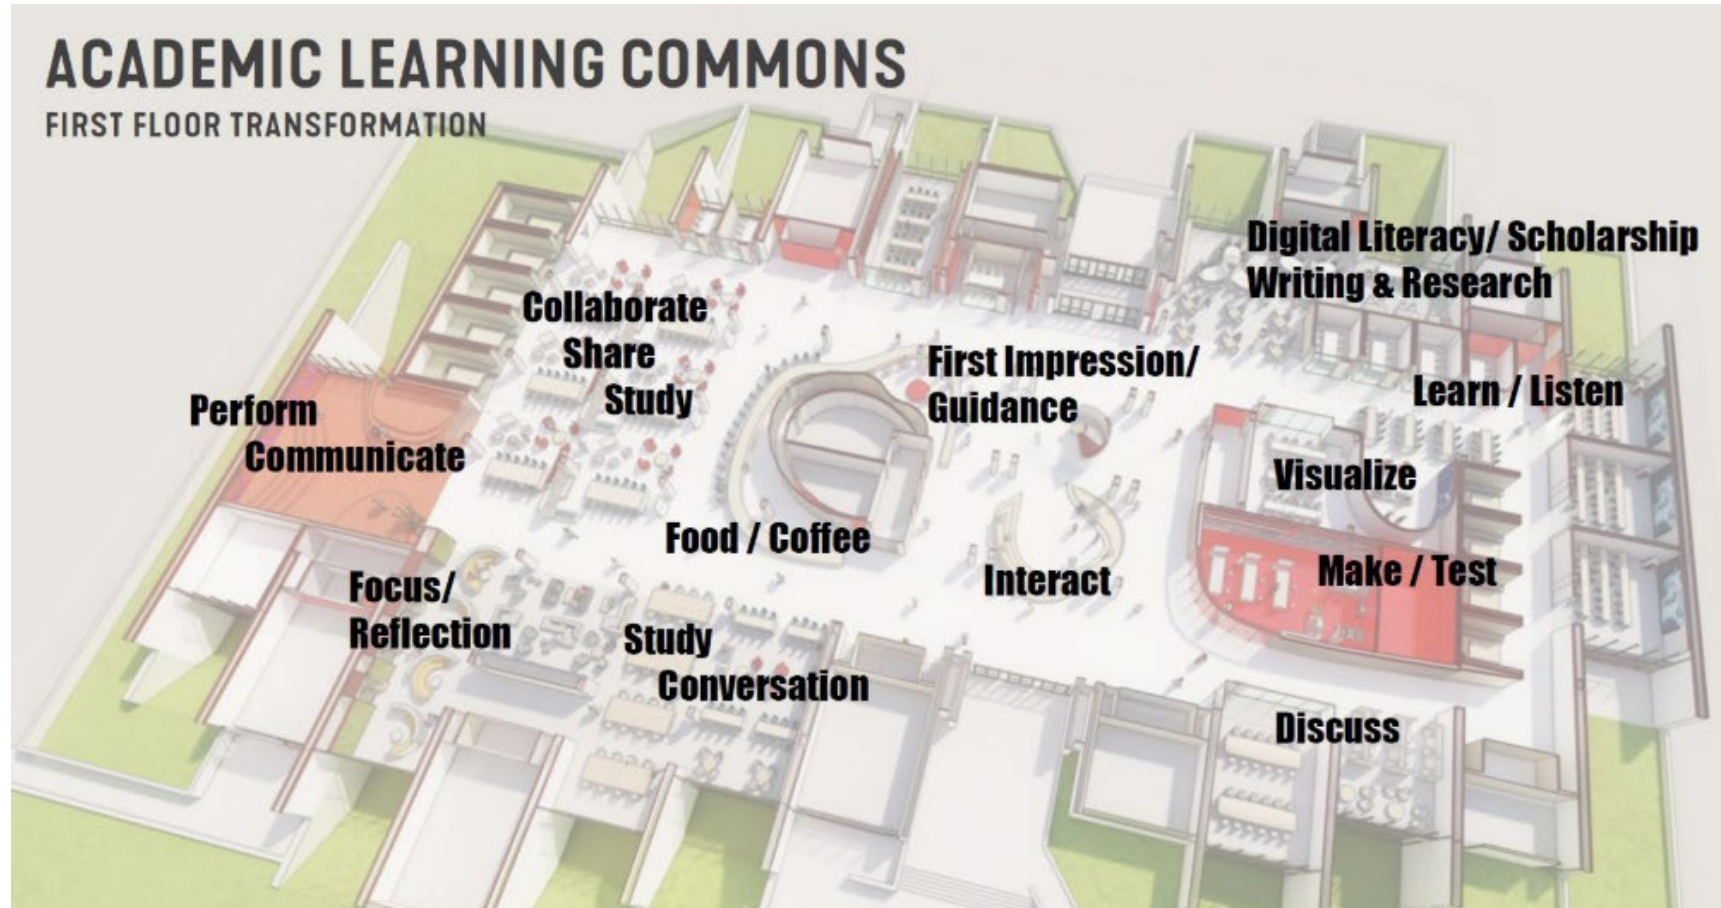 ACADEMIC LEARNING COMMONS
FIRST FLOOR TRANSFORMATION
Digital Literacy/ Scholarship
Writing & Research
Collaborate
Share
Study
First Impression/
Guidance
Learn / Listen
Perform
Communicate
Visualize
Food / Coffee
Make / Test
Interact
Focus/
Reflection
Study
Conversation
Discuss